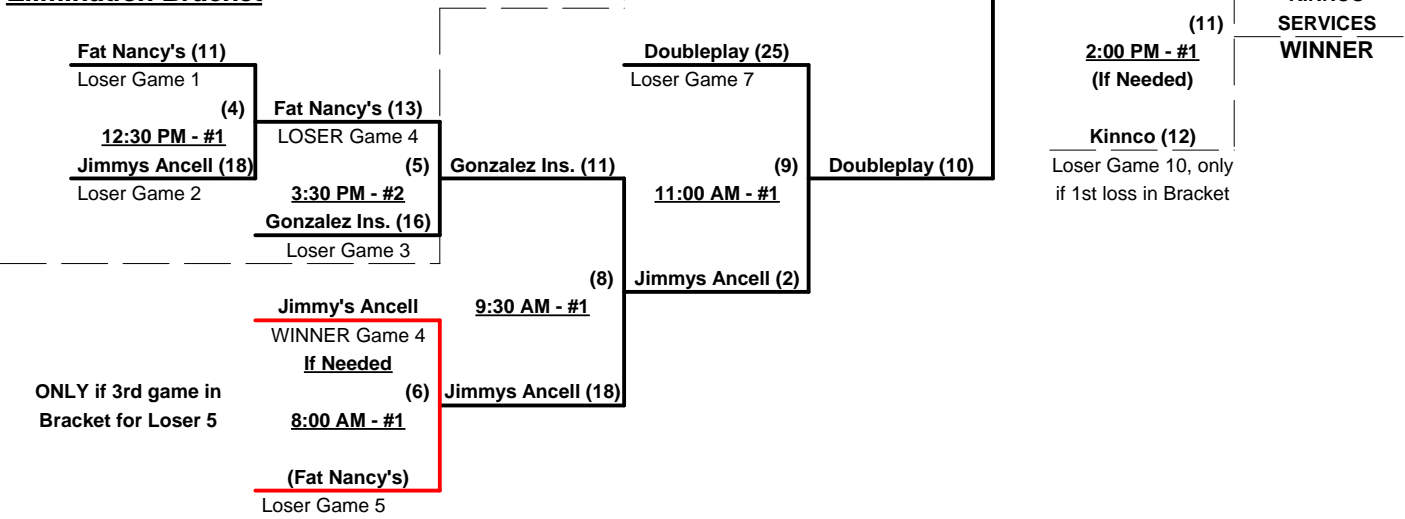 Elimination Bracket
Fat Nancy's (11)
Loser Game 1
(4)
12:30 PM - #1
Jimmys Ancell (18)
Loser Game 2
Fat Nancy's (13)
LOSER Game 4
(5)
3:30 PM - #2
Gonzalez Ins. (16)
Loser Game 3
Jimmy's Ancell
WINNER Game 4
If Needed
(6)
8:00 AM - #1
(Fat Nancy's)
Loser Game 5
ONLY if 3rd game in
Bracket for Loser 5
Gonzalez Ins. (11)
(8)
9:30 AM - #1
Jimmys Ancell (18)
Doubleplay (25)
Loser Game 7
(9)
11:00 AM - #1
Jimmys Ancell (2)
Doubleplay (10)
(11)
2:00 PM - #1
(If Needed)
Kinnco (12)
Loser Game 10, only
if 1st loss in Bracket
KINNCO
SERVICES
WINNER